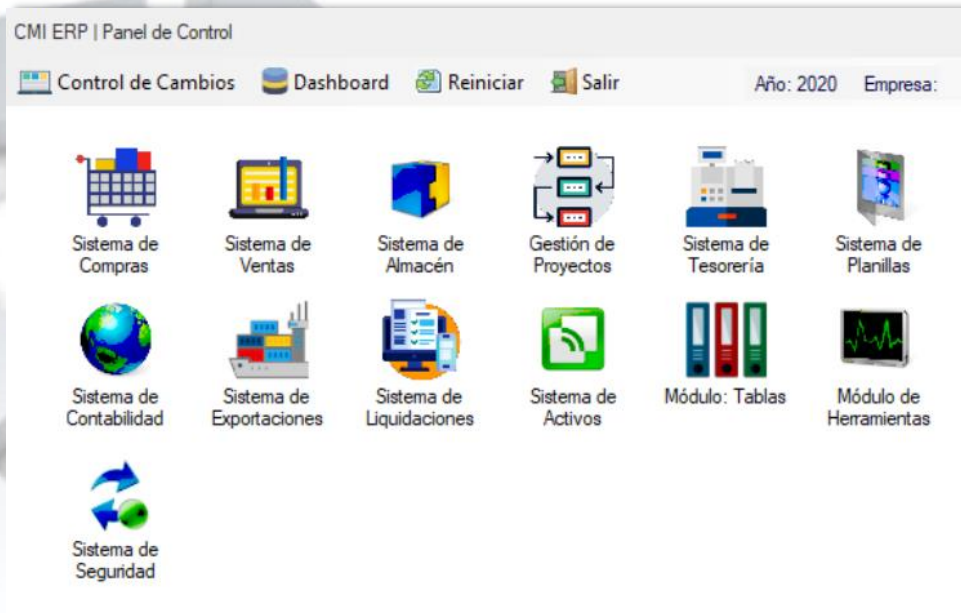 CMI ERP | Panel de Control
Control de Cambios Dashboard Reiniciar Salir Año: 2020 Empresa:
Sistema de Compras
Sistema de Ventas
Sistema de Almacén
Gestión de Proyectos
Sistema de Tesorería
Sistema de Planillas
Sistema de Contabilidad
Sistema de Exportaciones
Sistema de Liquidaciones
Sistema de Activos
Módulo: Tablas
Módulo de Herramientas
Sistema de Seguridad